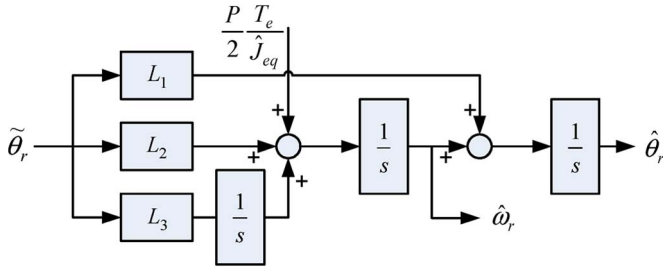 P/2 T_e/Ĵ_eq
L_1
+
θ̃_r
L_2
+
+
1/s
+
+
1/s
θ̂_r
L_3
1/s
ω̂_r